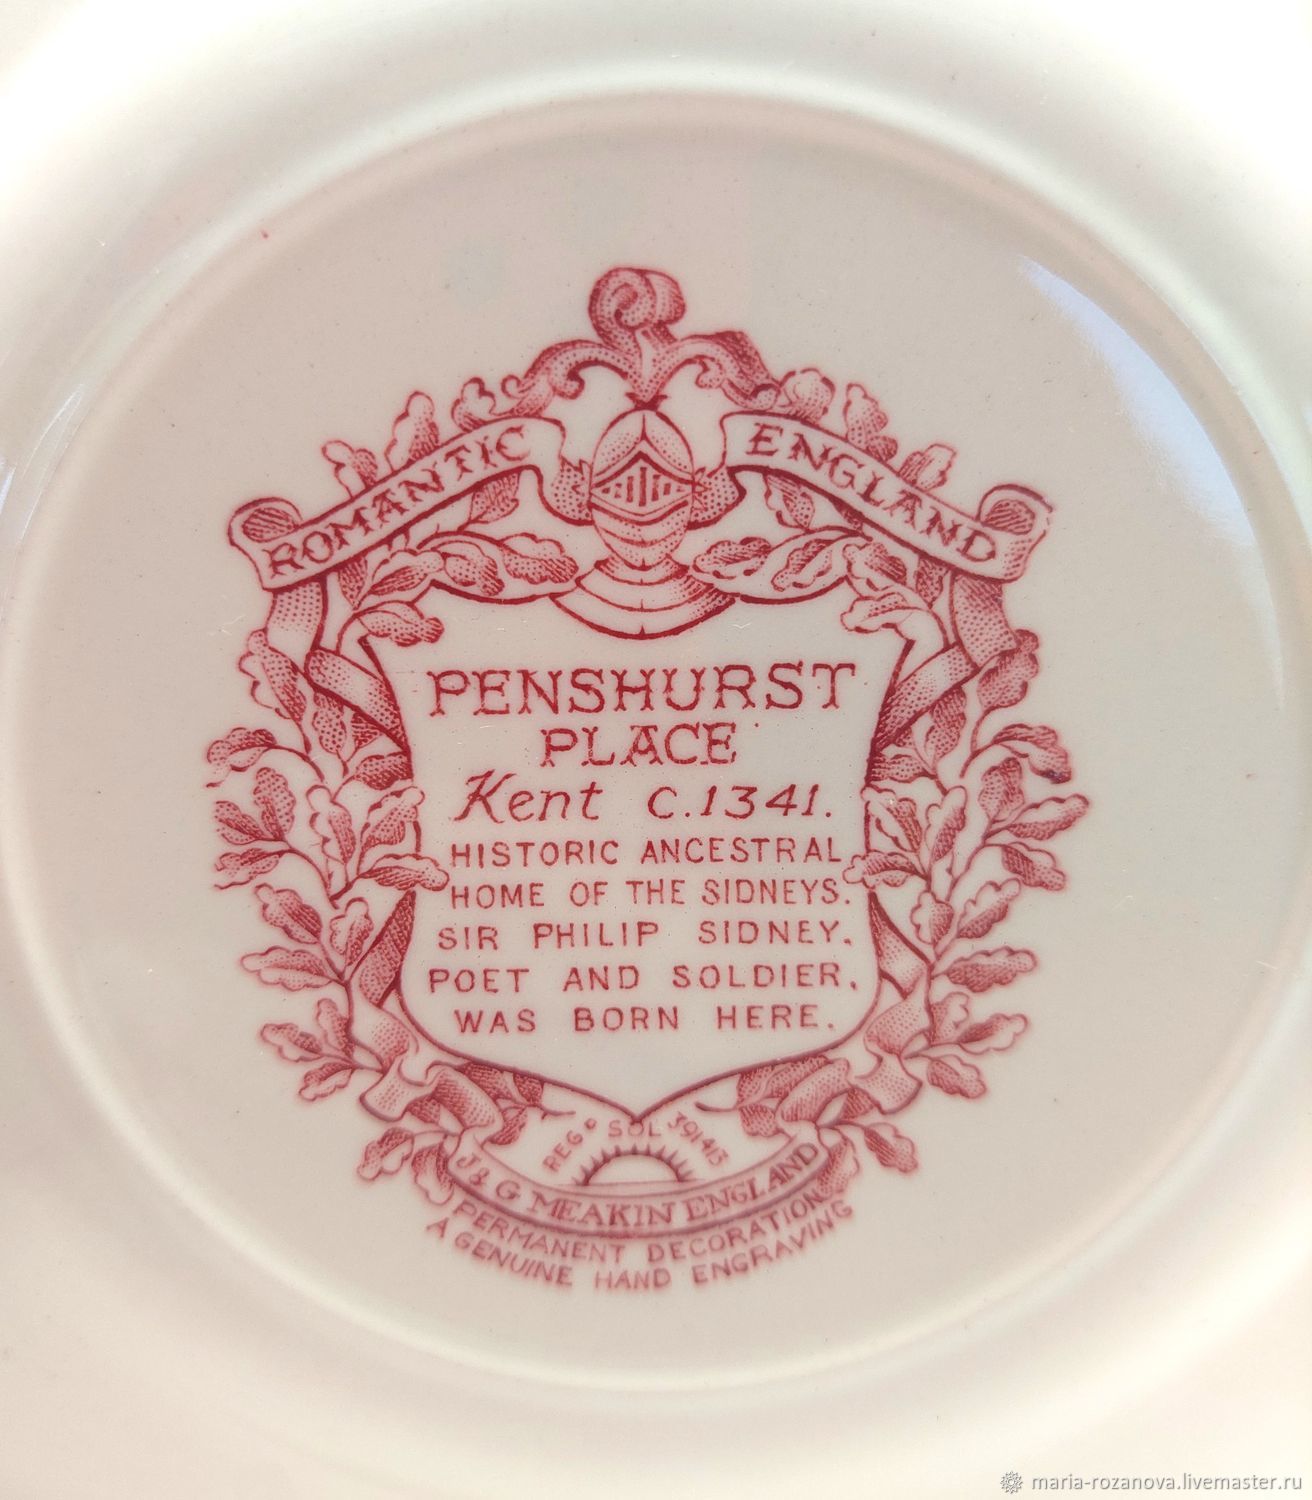 ROMANTIC ENGLAND
PENSHURST
PLACE
Kent C.1341.
HISTORIC ANCESTRAL
HOME OF THE SIDNEYS.
SIR PHILIP SIDNEY.
POET AND SOLDIER,
WAS BORN HERE.
REG. SOL 391413
J & G MEAKIN ENGLAND
PERMANENT DECORATION
A GENUINE HAND ENGRAVING
maria-rozanova.livemaster.ru